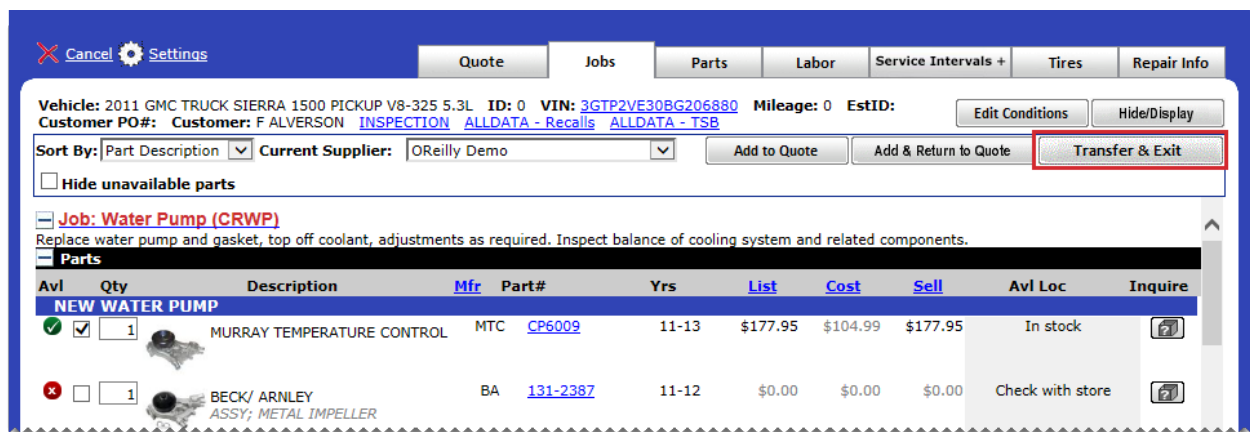 Cancel Settings
Quote Jobs Parts Labor Service Intervals + Tires Repair Info
Vehicle: 2011 GMC TRUCK SIERRA 1500 PICKUP V8-325 5.3L ID: 0 VIN: 3GTP2VE30BG206880 Mileage: 0 EstID:
Customer PO#: Customer: F ALVERSON INSPECTION ALLDATA - Recalls ALLDATA - TSB
Edit Conditions Hide/Display
Sort By: Part Description Current Supplier: OReilly Demo Add to Quote Add & Return to Quote Transfer & Exit
Hide unavailable parts
Job: Water Pump (CRWP)
Replace water pump and gasket, top off coolant, adjustments as required. Inspect balance of cooling system and related components.
Parts
Avl Qty Description Mfr Part# Yrs List Cost Sell Avl Loc Inquire
NEW WATER PUMP
1 MURRAY TEMPERATURE CONTROL MTC CP6009 11-13 $177.95 $104.99 $177.95 In stock
1 BECK/ ARNLEY BA 131-2387 11-12 $0.00 $0.00 $0.00 Check with store
ASSY; METAL IMPELLER